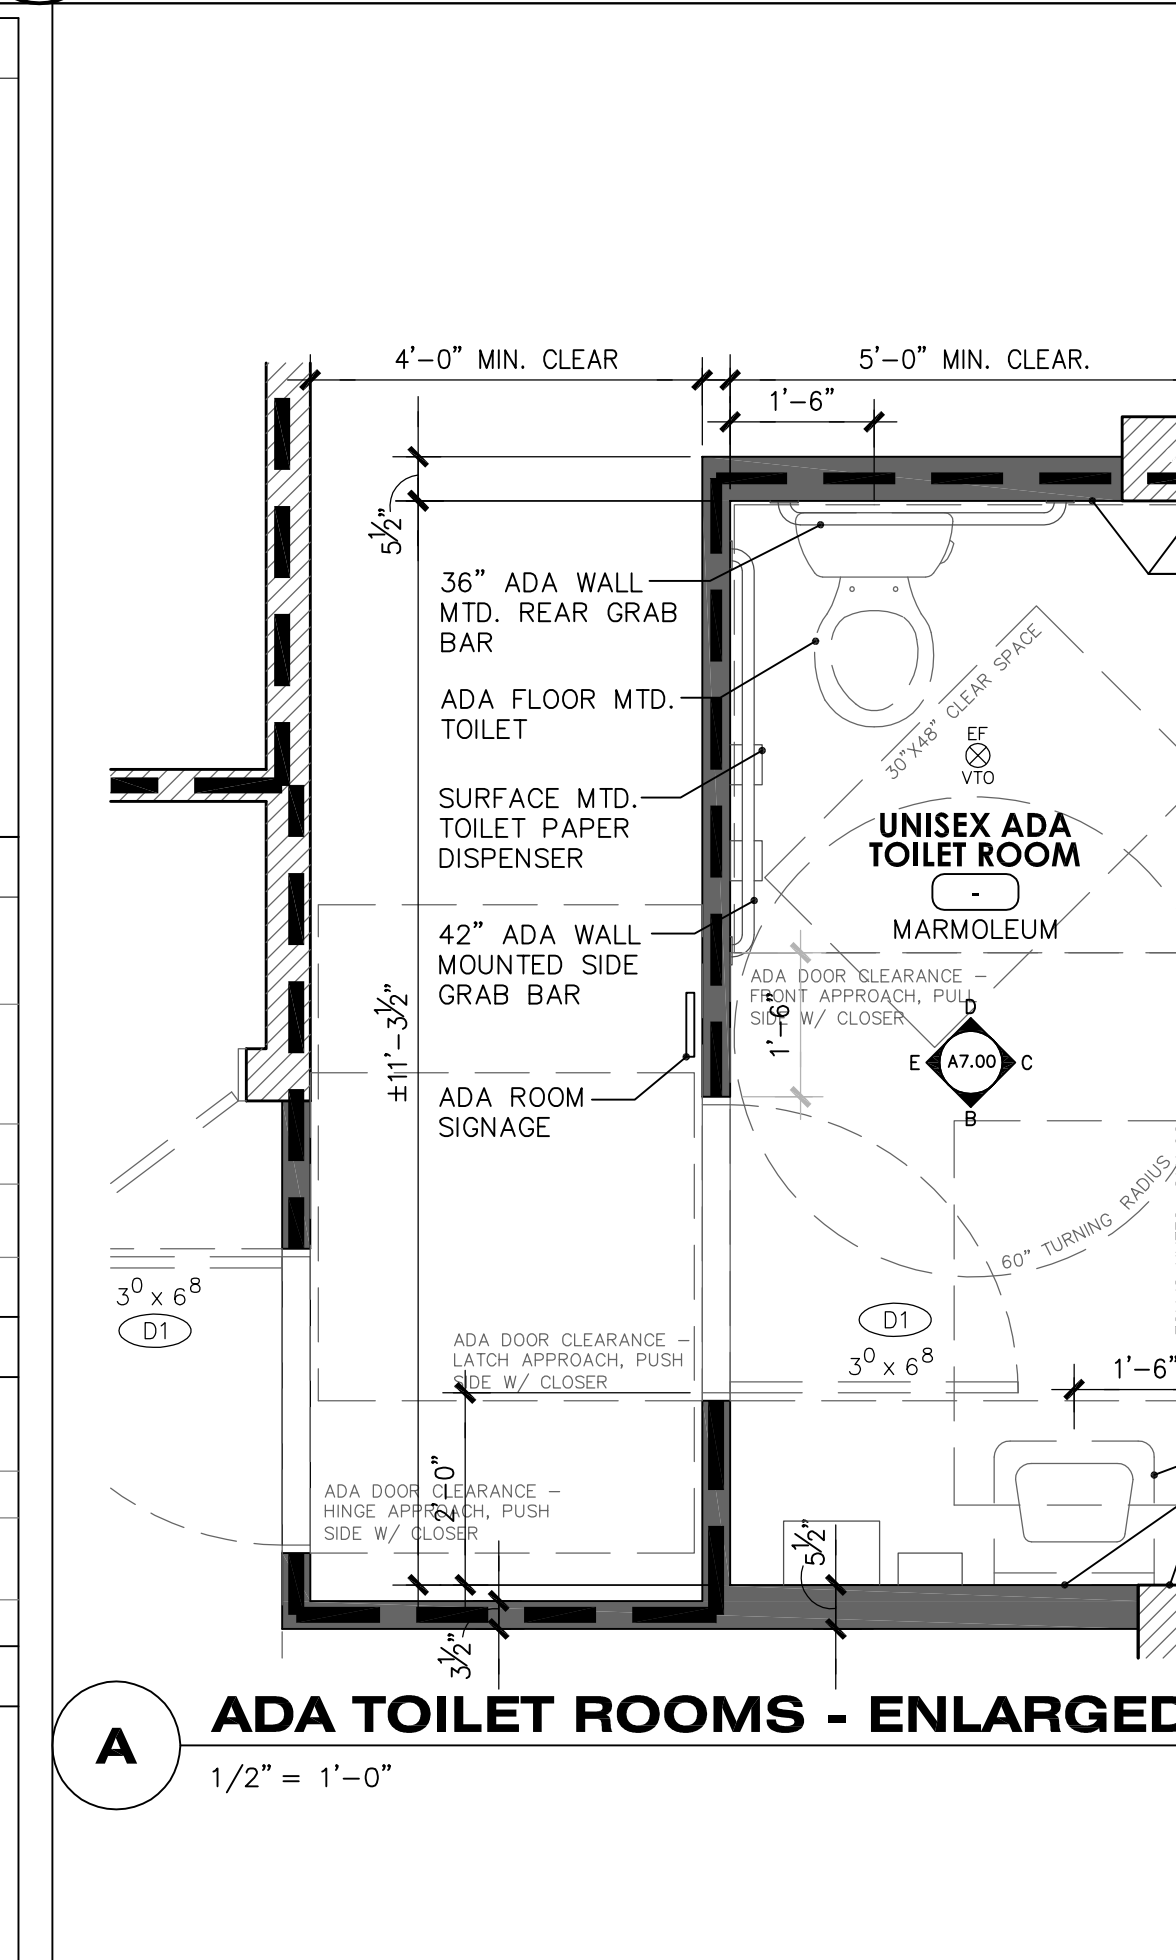 4'-0" MIN. CLEAR
5'-0" MIN. CLEAR.
1'-6"
5½"
36" ADA WALL
MTD. REAR GRAB
BAR
ADA FLOOR MTD.
TOILET
SURFACE MTD.
TOILET PAPER
DISPENSER
42" ADA WALL
MOUNTED SIDE
GRAB BAR
±11'-3½"
ADA ROOM
SIGNAGE
30"X48" CLEAR SPACE
EF
VTO
UNISEX ADA
TOILET ROOM
-
MARMOLEUM
ADA DOOR CLEARANCE -
FRONT APPROACH, PULL
SIDE W/ CLOSER
1'-6"
D
E
A7.00
C
B
60" TURNING RADIUS
3⁰ x 6⁸
D1
D1
3⁰ x 6⁸
ADA DOOR CLEARANCE -
LATCH APPROACH, PUSH
SIDE W/ CLOSER
1'-6"
2'-0"
ADA DOOR CLEARANCE -
HINGE APPROACH, PUSH
SIDE W/ CLOSER
5½"
3½"
A
ADA TOILET ROOMS - ENLARGED
1/2" = 1'-0"